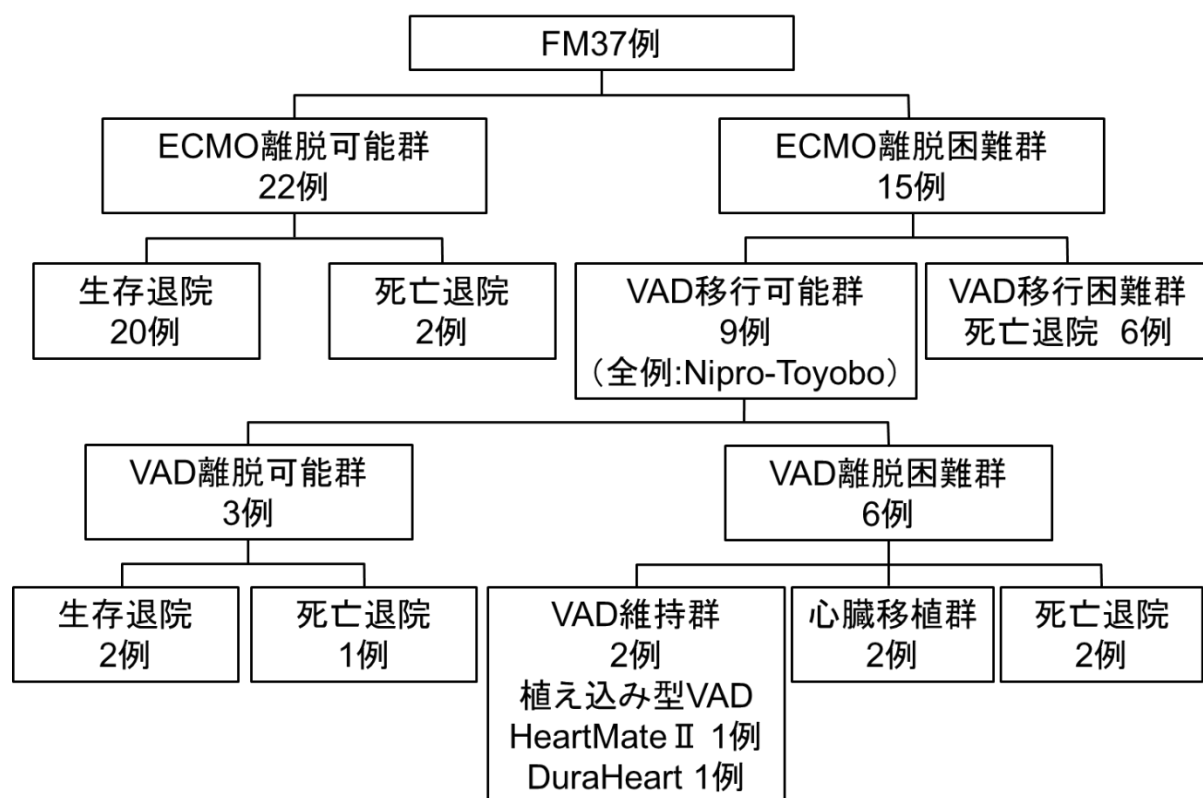 FM37例
ECMO離脱可能群
22例
ECMO離脱困難群
15例
生存退院
20例
死亡退院
2例
VAD移行可能群
9例
（全例:Nipro-Toyobo）
VAD移行困難群
死亡退院 6例
VAD離脱可能群
3例
VAD離脱困難群
6例
生存退院
2例
死亡退院
1例
VAD維持群
2例
植え込み型VAD
HeartMateⅡ 1例
DuraHeart 1例
心臓移植群
2例
死亡退院
2例